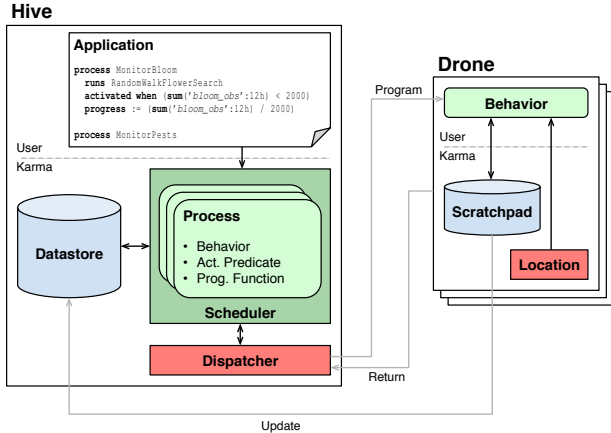 Hive
Application
process MonitorBloom
runs RandomWalkFlowerSearch
activated when (sum('bloom_obs':12h) < 2000)
progress := (sum('bloom_obs':12h) / 2000)
process MonitorPests
User
Karma
Datastore
Process
• Behavior
• Act. Predicate
• Prog. Function
Scheduler
Dispatcher
Program
Return
Update
Drone
Behavior
User
Karma
Scratchpad
Location